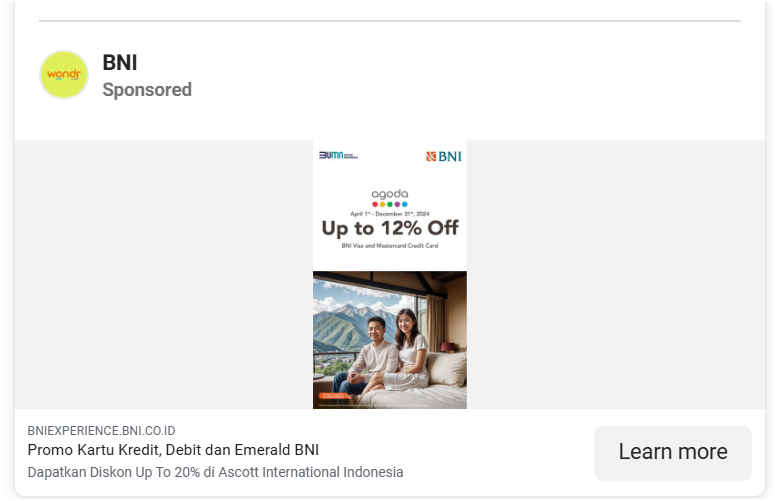 wondr
BNI
Sponsored
BUMN
BNI
agoda
April 1st - December 31st, 2024
Up to 12% Off
BNI Visa and Mastercard Credit Card
BNIEXPERIENCE.BNI.CO.ID
Promo Kartu Kredit, Debit dan Emerald BNI
Dapatkan Diskon Up To 20% di Ascott International Indonesia
Learn more